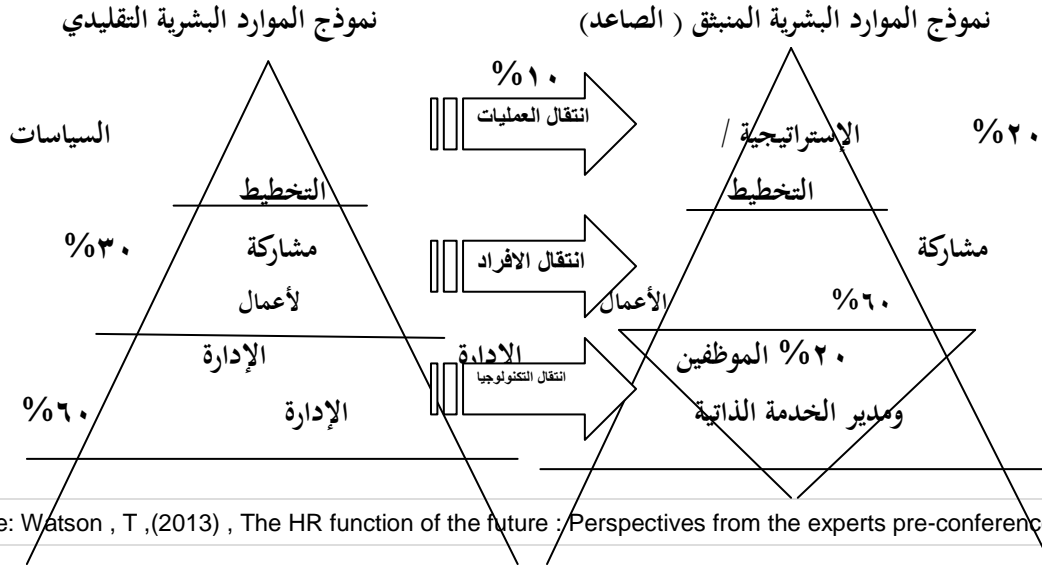 نموذج الموارد البشرية المنبثق ( الصاعد)
نموذج الموارد البشرية التقليدي
%١٠
انتقال العمليات
السياسات
الإستراتيجية /
%٢٠
التخطيط
التخطيط
%٣٠
مشاركة
انتقال الافراد
مشاركة
لأعمال
الأعمال
%٦٠
الإدارة
الإدارة
انتقال التكنولوجيا
%٢٠ الموظفين
%٦٠
الإدارة
ومدير الخدمة الذاتية
e: Watson , T ,(2013) , The HR function of the future : Perspectives from the experts pre-conferenc